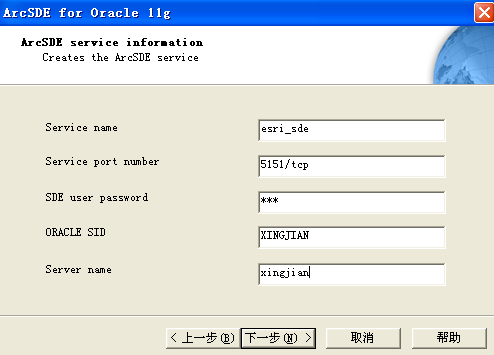 ArcSDE for Oracle 11g
ArcSDE service information
Creates the ArcSDE service
Service name
esri_sde
Service port number
5151/tcp
SDE user password
***
ORACLE SID
XINGJIAN
Server name
xingjian
< 上一步(B)
下一步(N) >
取消
帮助